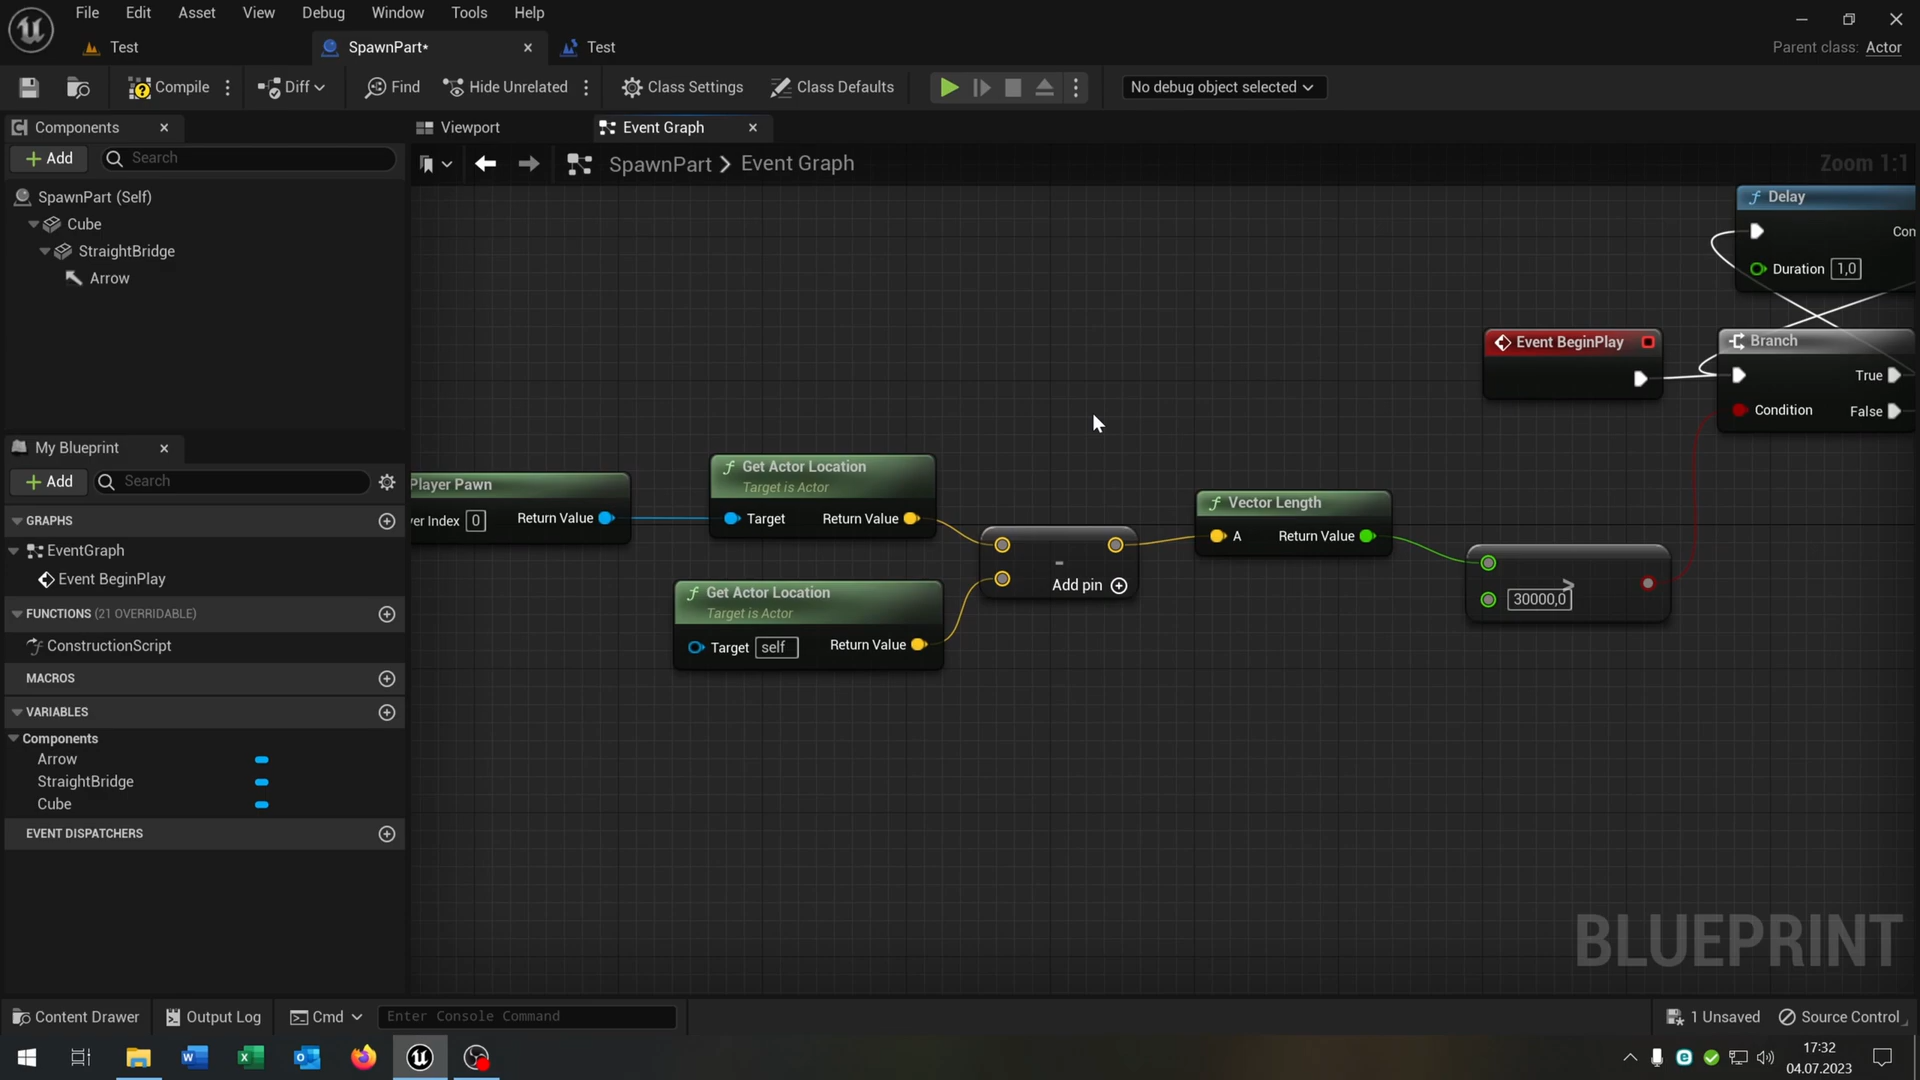 File Edit Asset View Debug Window Tools Help
Test SpawnPart* Test Parent class: Actor
Compile Diff Find Hide Unrelated Class Settings Class Defaults No debug object selected
Components Viewport Event Graph
Add Search SpawnPart > Event Graph Zoom 1:1
SpawnPart (Self)
Cube
StraightBridge
Arrow
My Blueprint
Add Search
GRAPHS
EventGraph
Event BeginPlay
FUNCTIONS (21 OVERRIDABLE)
ConstructionScript
MACROS
VARIABLES
Components
Arrow
StraightBridge
Cube
EVENT DISPATCHERS
Player Pawn
er Index 0 Return Value
f Get Actor Location
Target is Actor
Target Return Value
f Get Actor Location
Target is Actor
Target self Return Value
-
Add pin
f Vector Length
A Return Value
>
30000,0
Event BeginPlay
f Delay
Con
Duration 1,0
Branch
True
Condition False
BLUEPRINT
Content Drawer Output Log Cmd Enter Console Command 1 Unsaved Source Control
17:32
04.07.2023